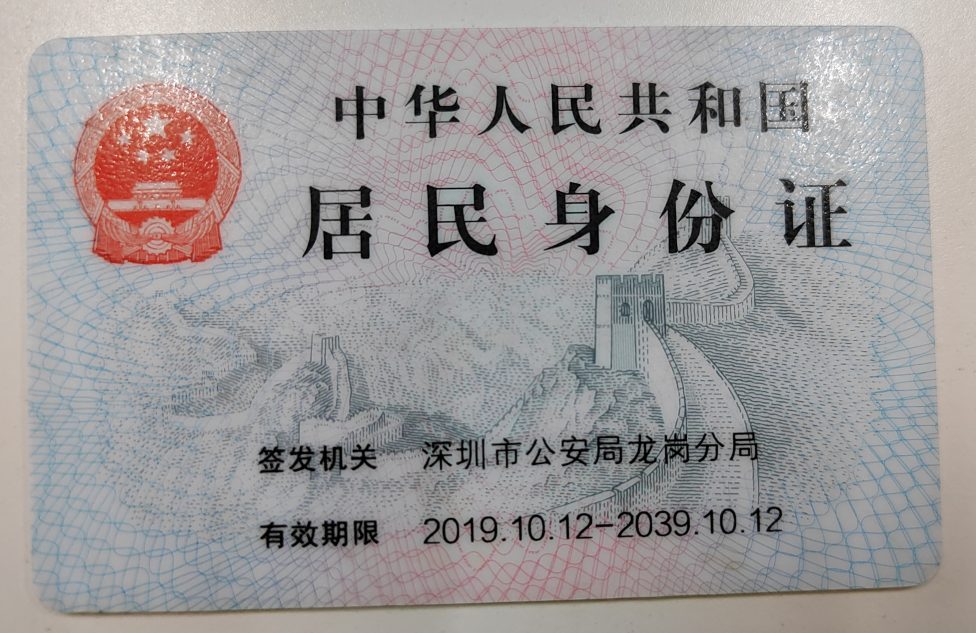 中华人民共和国
居民身份证
签发机关 深圳市公安局龙岗分局
有效期限 2019.10.12-2039.10.12